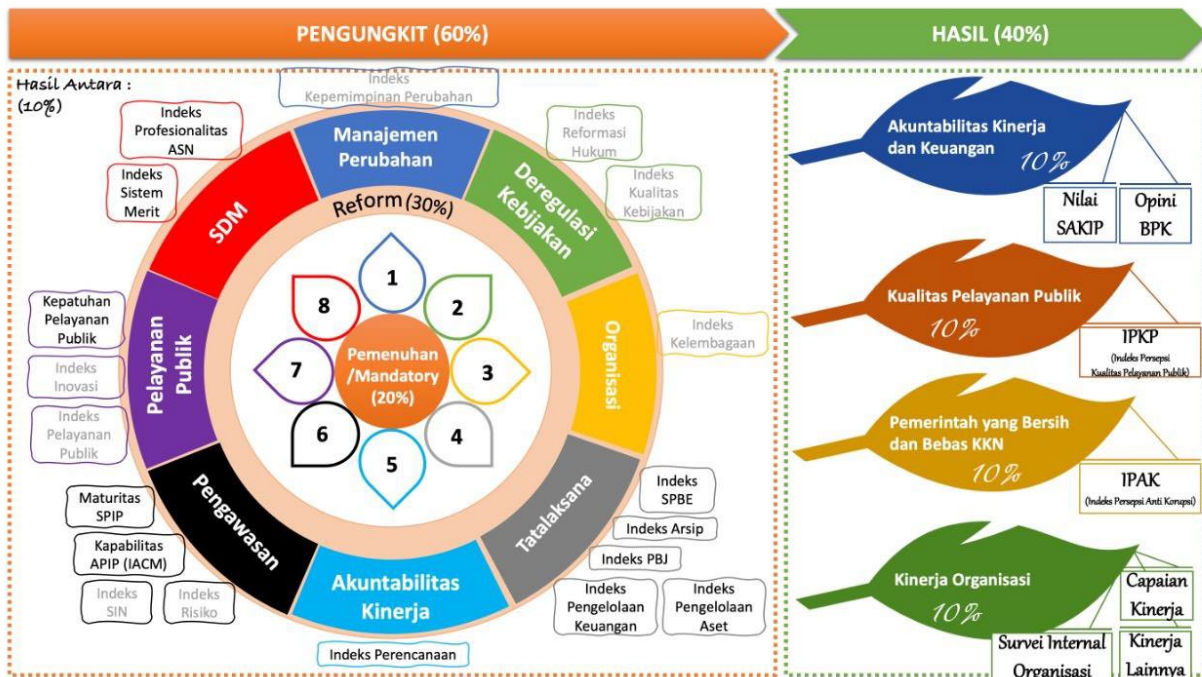 PENGUNGKIT (60%)
HASIL (40%)
Hasil Antara :
(10%)
Indeks
Kepemimpinan Perubahan
Indeks
Profesionalitas
ASN
Indeks
Sistem
Merit
Indeks
Reformasi
Hukum
Indeks
Kualitas
Kebijakan
Manajemen
Perubahan
Deregulasi
Kebijakan
SDM
Reform (30%)
Organisasi
Indeks
Kelembagaan
Kepatuhan
Pelayanan
Publik
Indeks
Inovasi
Indeks
Pelayanan
Publik
Pelayanan
Publik
1
2
3
4
5
6
7
8
Pemenuhan
/Mandatory
(20%)
Pengawasan
Maturitas
SPIP
Kapabilitas
APIP (IACM)
Indeks
SIN
Indeks
Risiko
Akuntabilitas
Kinerja
Indeks Perencanaan
Tatalaksana
Indeks
SPBE
Indeks Arsip
Indeks PBJ
Indeks
Pengelolaan
Keuangan
Indeks
Pengelolaan
Aset
Akuntabilitas Kinerja
dan Keuangan
10%
Nilai
SAKIP
Opini
BPK
Kualitas Pelayanan Publik
10%
IPKP
(Indeks Persepsi
Kualitas Pelayanan Publik)
Pemerintah yang Bersih
dan Bebas KKN
10%
IPAK
(Indeks Persepsi Anti Korupsi)
Kinerja Organisasi
10%
Capaian
Kinerja
Survei Internal
Organisasi
Kinerja
Lainnya